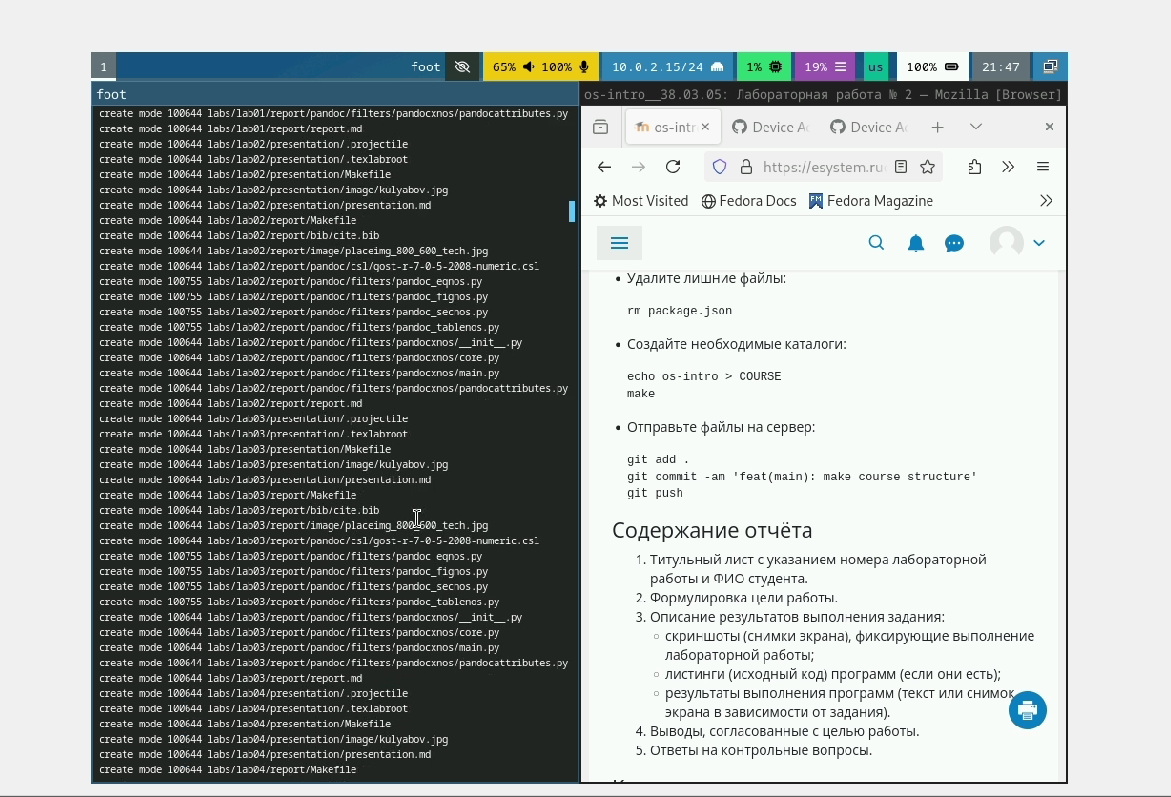 1
foot
65% 100%
10.0.2.15/24
1%
19%
us
100%
21:47
foot
create mode 100644 labs/lab01/report/pandoc/filters/pandocxnos/pandocattributes.py
create mode 100644 labs/lab01/report/report.md
create mode 100644 labs/lab02/presentation/.projectile
create mode 100644 labs/lab02/presentation/.texlabroot
create mode 100644 labs/lab02/presentation/Makefile
create mode 100644 labs/lab02/presentation/image/kulyabov.jpg
create mode 100644 labs/lab02/presentation/presentation.md
create mode 100644 labs/lab02/report/Makefile
create mode 100644 labs/lab02/report/bib/cite.bib
create mode 100644 labs/lab02/report/image/placeimg_800_600_tech.jpg
create mode 100644 labs/lab02/report/pandoc/csl/gost-r-7-0-5-2008-numeric.csl
create mode 100755 labs/lab02/report/pandoc/filters/pandoc_eqnos.py
create mode 100755 labs/lab02/report/pandoc/filters/pandoc_fignos.py
create mode 100755 labs/lab02/report/pandoc/filters/pandoc_secnos.py
create mode 100755 labs/lab02/report/pandoc/filters/pandoc_tablenos.py
create mode 100644 labs/lab02/report/pandoc/filters/pandocxnos/__init__.py
create mode 100644 labs/lab02/report/pandoc/filters/pandocxnos/core.py
create mode 100644 labs/lab02/report/pandoc/filters/pandocxnos/main.py
create mode 100644 labs/lab02/report/pandoc/filters/pandocxnos/pandocattributes.py
create mode 100644 labs/lab02/report/report.md
create mode 100644 labs/lab03/presentation/.projectile
create mode 100644 labs/lab03/presentation/.texlabroot
create mode 100644 labs/lab03/presentation/Makefile
create mode 100644 labs/lab03/presentation/image/kulyabov.jpg
create mode 100644 labs/lab03/presentation/presentation.md
create mode 100644 labs/lab03/report/Makefile
create mode 100644 labs/lab03/report/bib/cite.bib
create mode 100644 labs/lab03/report/image/placeimg_800_600_tech.jpg
create mode 100644 labs/lab03/report/pandoc/csl/gost-r-7-0-5-2008-numeric.csl
create mode 100755 labs/lab03/report/pandoc/filters/pandoc_eqnos.py
create mode 100755 labs/lab03/report/pandoc/filters/pandoc_fignos.py
create mode 100755 labs/lab03/report/pandoc/filters/pandoc_secnos.py
create mode 100755 labs/lab03/report/pandoc/filters/pandoc_tablenos.py
create mode 100644 labs/lab03/report/pandoc/filters/pandocxnos/__init__.py
create mode 100644 labs/lab03/report/pandoc/filters/pandocxnos/core.py
create mode 100644 labs/lab03/report/pandoc/filters/pandocxnos/main.py
create mode 100644 labs/lab03/report/pandoc/filters/pandocxnos/pandocattributes.py
create mode 100644 labs/lab03/report/report.md
create mode 100644 labs/lab04/presentation/.projectile
create mode 100644 labs/lab04/presentation/.texlabroot
create mode 100644 labs/lab04/presentation/Makefile
create mode 100644 labs/lab04/presentation/image/kulyabov.jpg
create mode 100644 labs/lab04/presentation/presentation.md
create mode 100644 labs/lab04/report/Makefile
os-intro__38.03.05: Лабораторная работа № 2 — Mozilla [Browser]
os-intr
Device Ac
Device Ac
https://esystem.ru
Most Visited Fedora Docs Fedora Magazine
• Удалите лишние файлы:
rm package.json
• Создайте необходимые каталоги:
echo os-intro > COURSE
make
• Отправьте файлы на сервер:
git add .
git commit -am 'feat(main): make course structure'
git push
Содержание отчёта
1. Титульный лист с указанием номера лабораторной
работы и ФИО студента.
2. Формулировка цели работы.
3. Описание результатов выполнения задания:
◦ скриншоты (снимки экрана), фиксирующие выполнение
лабораторной работы;
◦ листинги (исходный код) программ (если они есть);
◦ результаты выполнения программ (текст или снимок
экрана в зависимости от задания).
4. Выводы, согласованные с целью работы.
5. Ответы на контрольные вопросы.